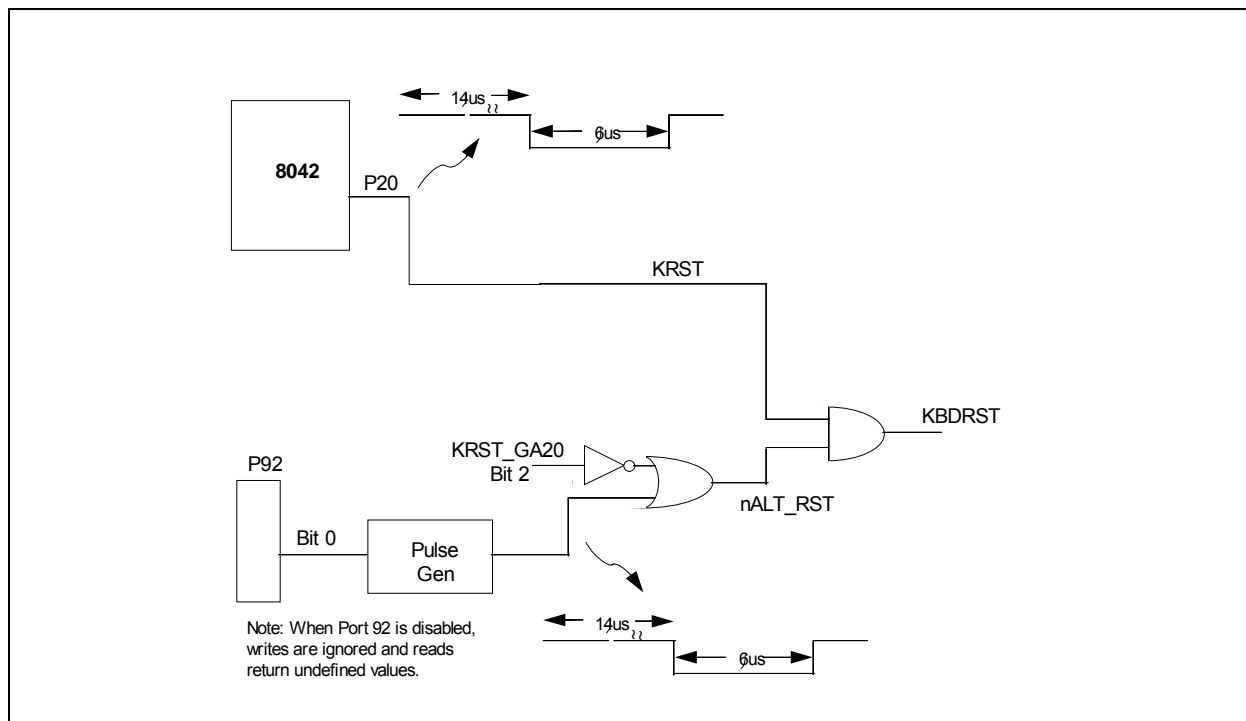 14us
6us
8042
P20
KRST
KBDRST
KRST_GA20
Bit 2
nALT_RST
P92
Bit 0
Pulse
Gen
14us
6us
Note: When Port 92 is disabled,
writes are ignored and reads
return undefined values.